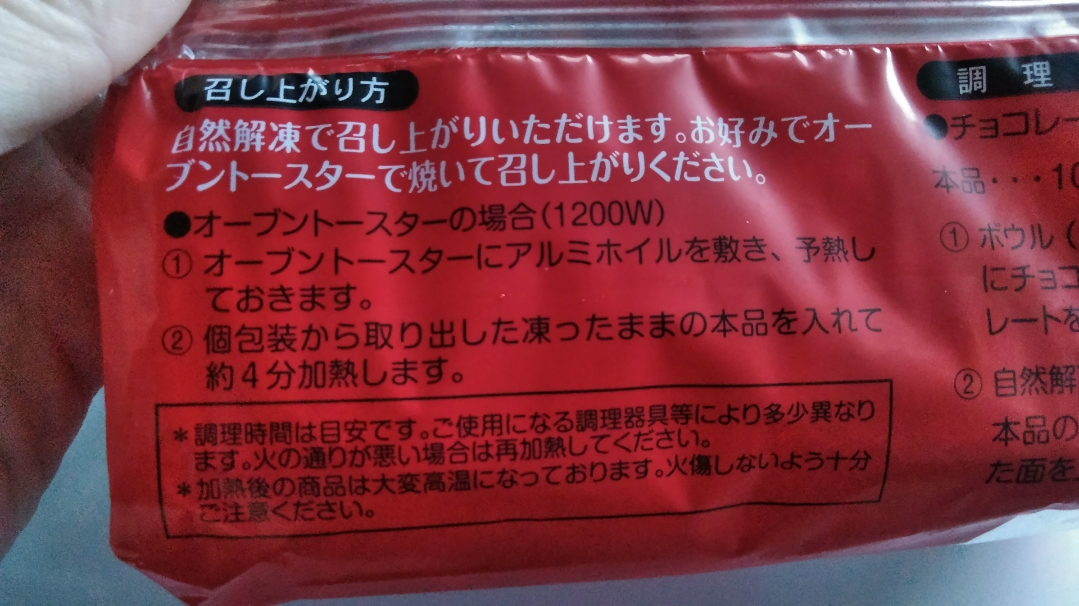 召し上がり方
自然解凍で召し上がりいただけます。お好みでオー
ブントースターで焼いて召し上がりください。
●オーブントースターの場合(1200W)
① オーブントースターにアルミホイルを敷き、予熱し
ておきます。
② 個包装から取り出した凍ったままの本品を入れて
約4分加熱します。
＊調理時間は目安です。ご使用になる調理器具等により多少異なり
ます。火の通りが悪い場合は再加熱してください。
＊加熱後の商品は大変高温になっております。火傷しないよう十分
ご注意ください。
調 理
●チョコレー
本品・・・10
① ボウル(
にチョコ
レートを
② 自然解
本品の
た面を